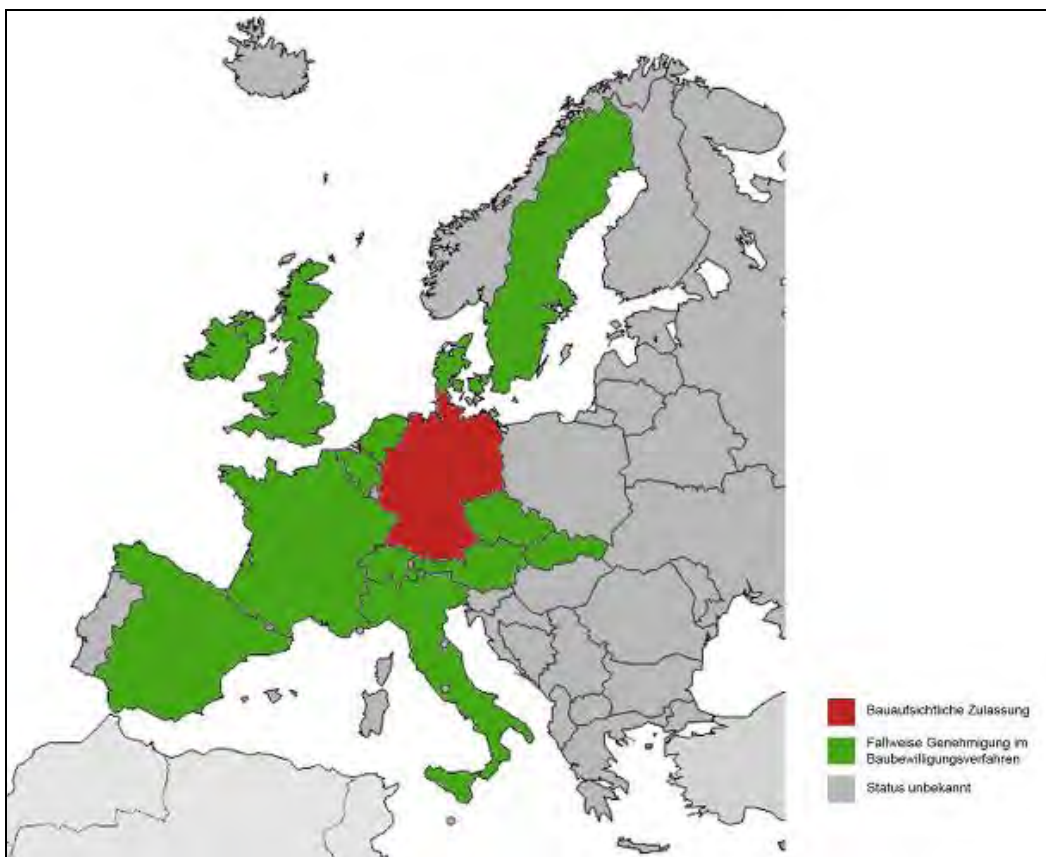 Bauaufsichtliche Zulassung
Fallweise Genehmigung im
Baubewilligungsverfahren
Status unbekannt